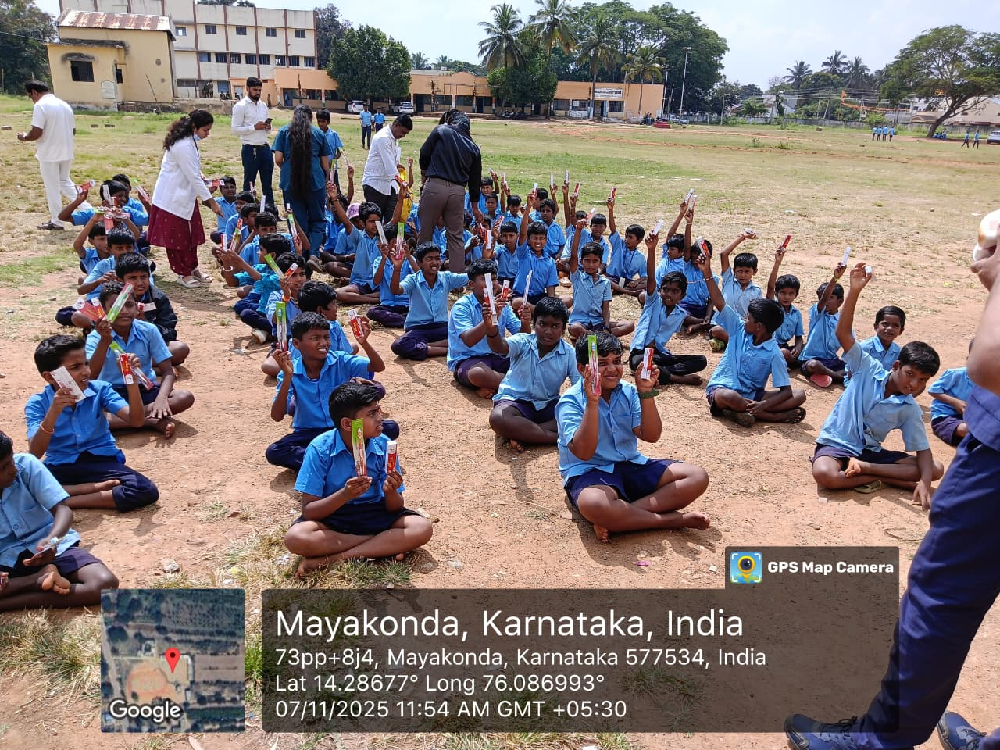 GPS Map Camera
Mayakonda, Karnataka, India
73pp+8j4, Mayakonda, Karnataka 577534, India
Lat 14.28677° Long 76.086993°
07/11/2025 11:54 AM GMT +05:30
Google